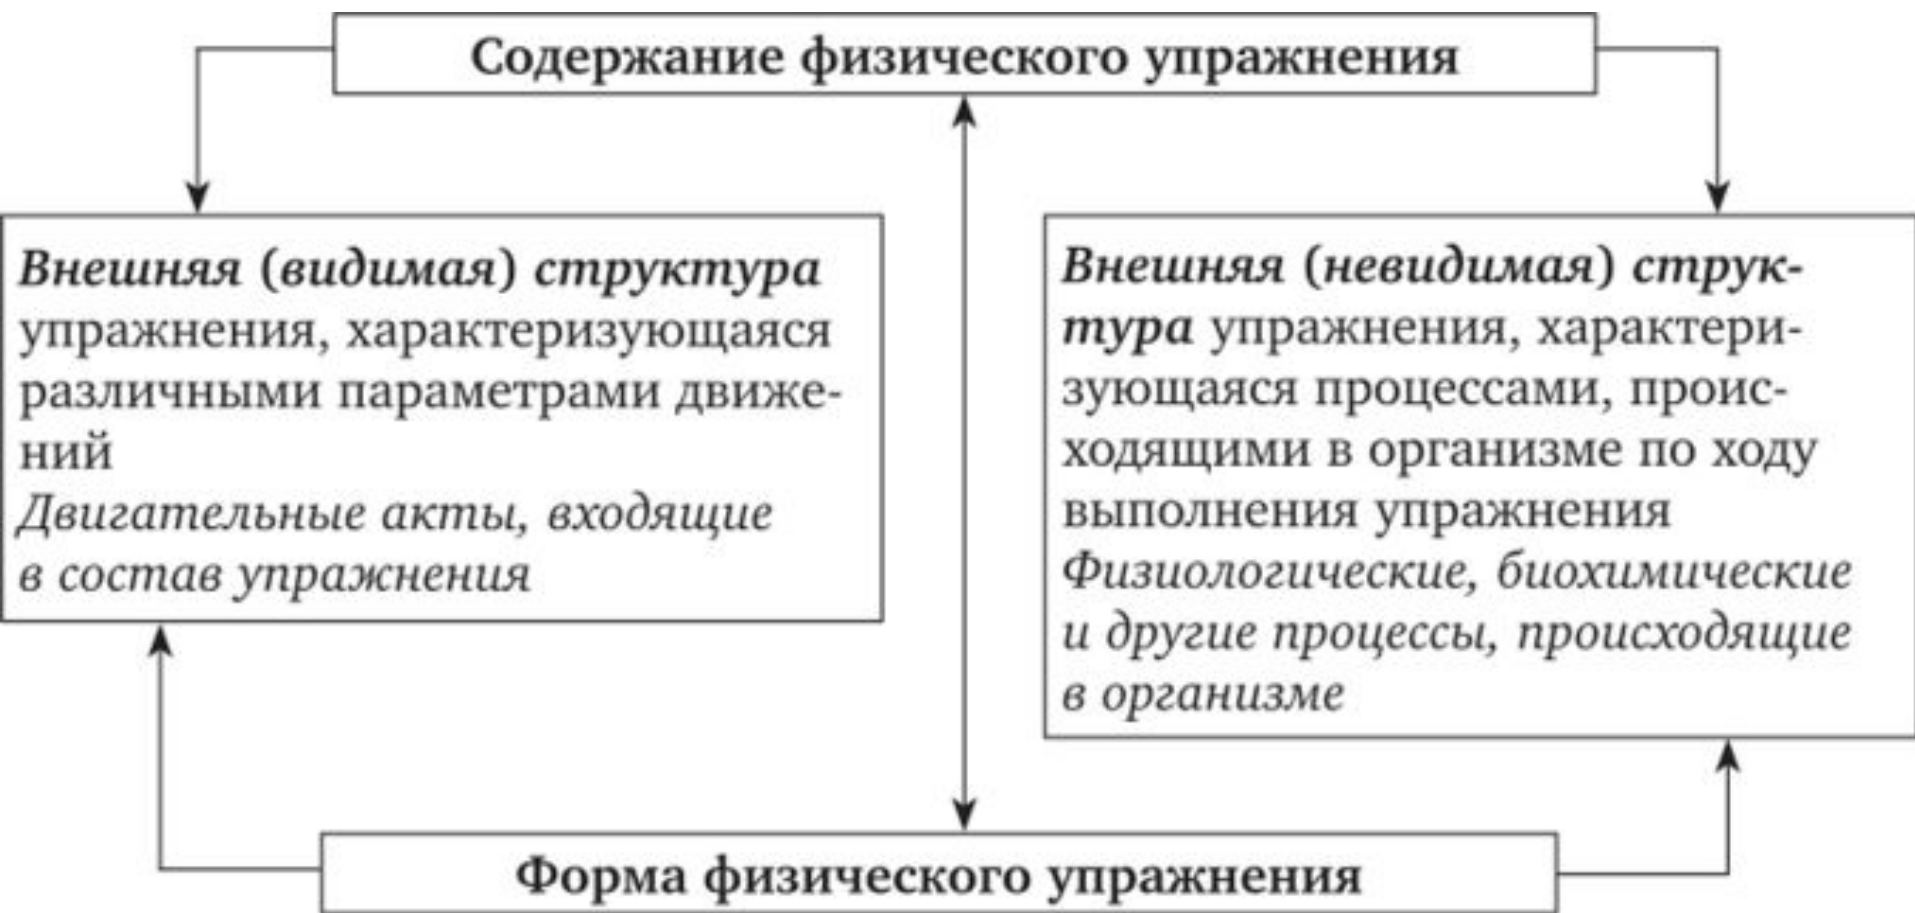 Содержание физического упражнения
Внешняя (видимая) структура
упражнения, характеризующаяся
различными параметрами движе-
ний
Двигательные акты, входящие
в состав упражнения
Внешняя (невидимая) струк-
тура упражнения, характери-
зующаяся процессами, проис-
ходящими в организме по ходу
выполнения упражнения
Физиологические, биохимические
и другие процессы, происходящие
в организме
Форма физического упражнения